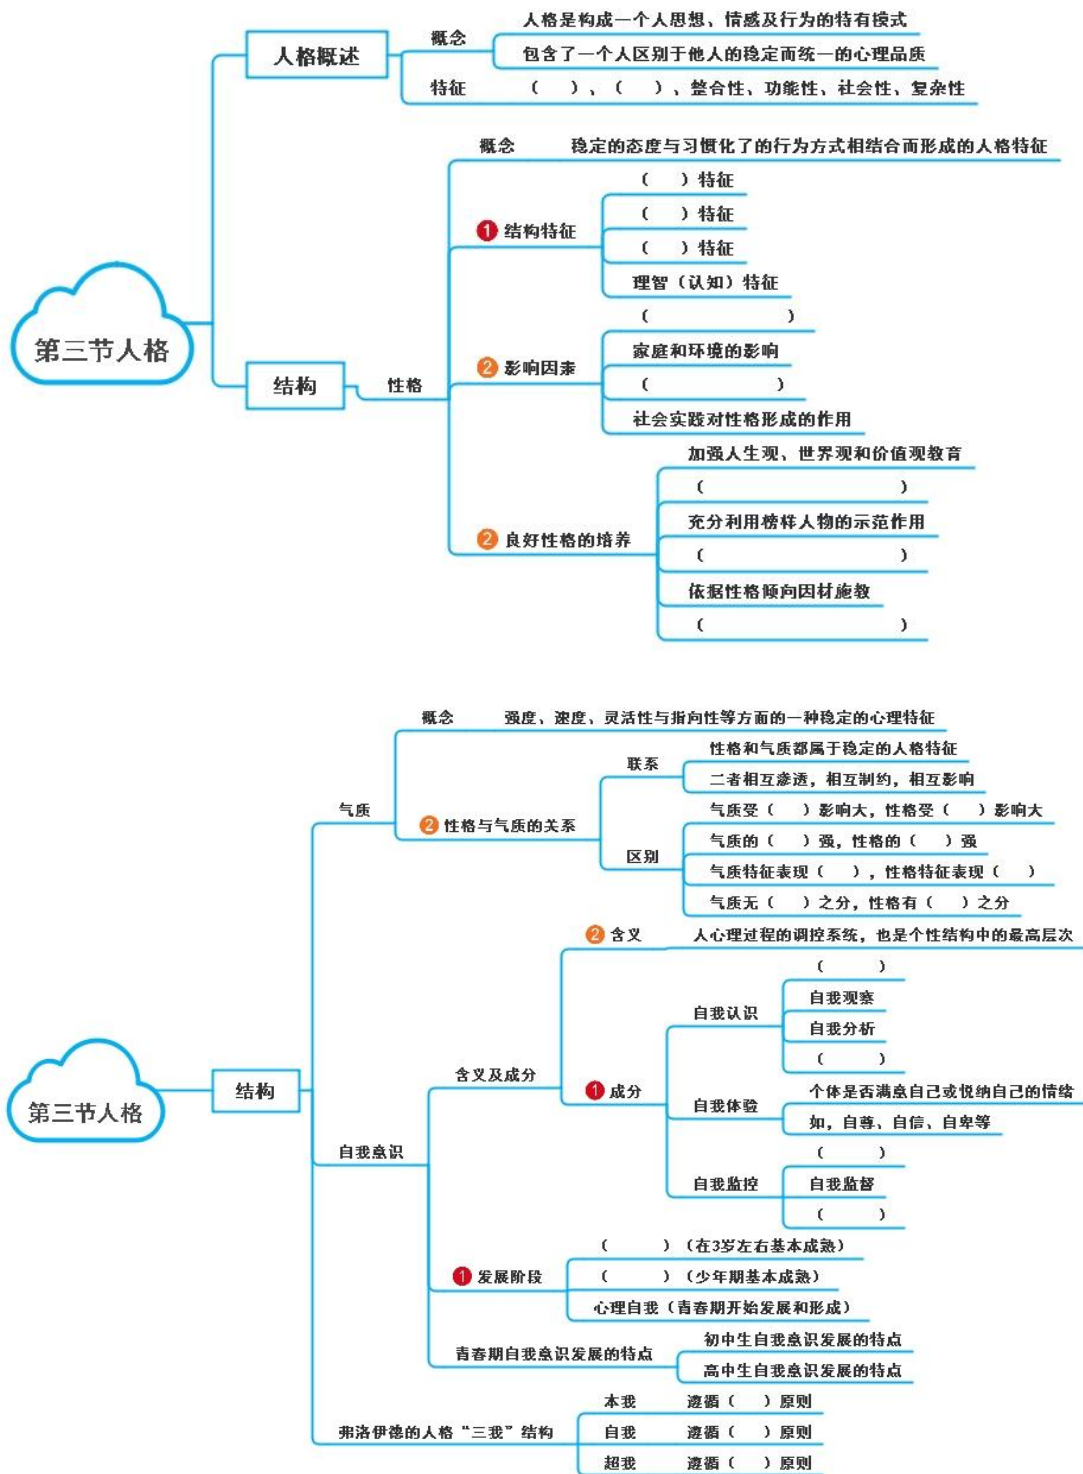 第三节人格
人格概述
概念
人格是构成一个人思想、情感及行为的特有模式
包含了一个人区别于他人的稳定而统一的心理品质
特征
（ ）、（ ）、整合性、功能性、社会性、复杂性
结构
性格
概念
稳定的态度与习惯化了的行为方式相结合而形成的人格特征
1 结构特征
（ ）特征
（ ）特征
（ ）特征
理智（认知）特征
2 影响因素
（ ）
家庭和环境的影响
（ ）
社会实践对性格形成的作用
2 良好性格的培养
加强人生观、世界观和价值观教育
（ ）
充分利用榜样人物的示范作用
（ ）
依据性格倾向因材施教
（ ）
第三节人格
结构
气质
概念
强度、速度、灵活性与指向性等方面的一种稳定的心理特征
2 性格与气质的关系
联系
性格和气质都属于稳定的人格特征
二者相互渗透，相互制约，相互影响
区别
气质受（ ）影响大，性格受（ ）影响大
气质的（ ）强，性格的（ ）强
气质特征表现（ ），性格特征表现（ ）
气质无（ ）之分，性格有（ ）之分
自我意识
含义及成分
2 含义
人心理过程的调控系统，也是个性结构中的最高层次
1 成分
自我认识
（ ）
自我观察
自我分析
（ ）
自我体验
个体是否满意自己或悦纳自己的情绪
如，自尊、自信、自卑等
自我监控
（ ）
自我监督
（ ）
1 发展阶段
（ ）（在3岁左右基本成熟）
（ ）（少年期基本成熟）
心理自我（青春期开始发展和形成）
青春期自我意识发展的特点
初中生自我意识发展的特点
高中生自我意识发展的特点
弗洛伊德的人格“三我”结构
本我 遵循（ ）原则
自我 遵循（ ）原则
超我 遵循（ ）原则